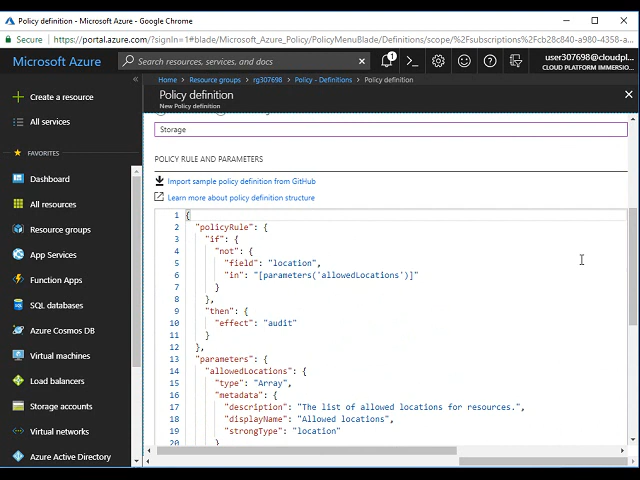 Policy definition - Microsoft Azure - Google Chrome
Secure
https://portal.azure.com/?signIn=1#blade/Microsoft_Azure_Policy/PolicyMenuBlade/Definitions/scope/%2Fsubscriptions%2Fcb28c840-a980-4358-a...
Microsoft Azure
Search resources, services, and docs
1
user307698@cloudpl...
CLOUD PLATFORM IMMERSIO...
Create a resource
All services
FAVORITES
Dashboard
All resources
Resource groups
App Services
Function Apps
SQL databases
Azure Cosmos DB
Virtual machines
Load balancers
Storage accounts
Virtual networks
Azure Active Directory
Home > Resource groups > rg307698 > Policy - Definitions > Policy definition
Policy definition
New Policy definition
Storage
POLICY RULE AND PARAMETERS
Import sample policy definition from GitHub
Learn more about policy definition structure
1 {
2 "policyRule": {
3 "if": {
4 "not": {
5 "field": "location",
6 "in": "[parameters('allowedLocations')]"
7 }
8 },
9 "then": {
10 "effect": "audit"
11 }
12 },
13 "parameters": {
14 "allowedLocations": {
15 "type": "Array",
16 "metadata": {
17 "description": "The list of allowed locations for resources.",
18 "displayName": "Allowed locations",
19 "strongType": "location"
20 }